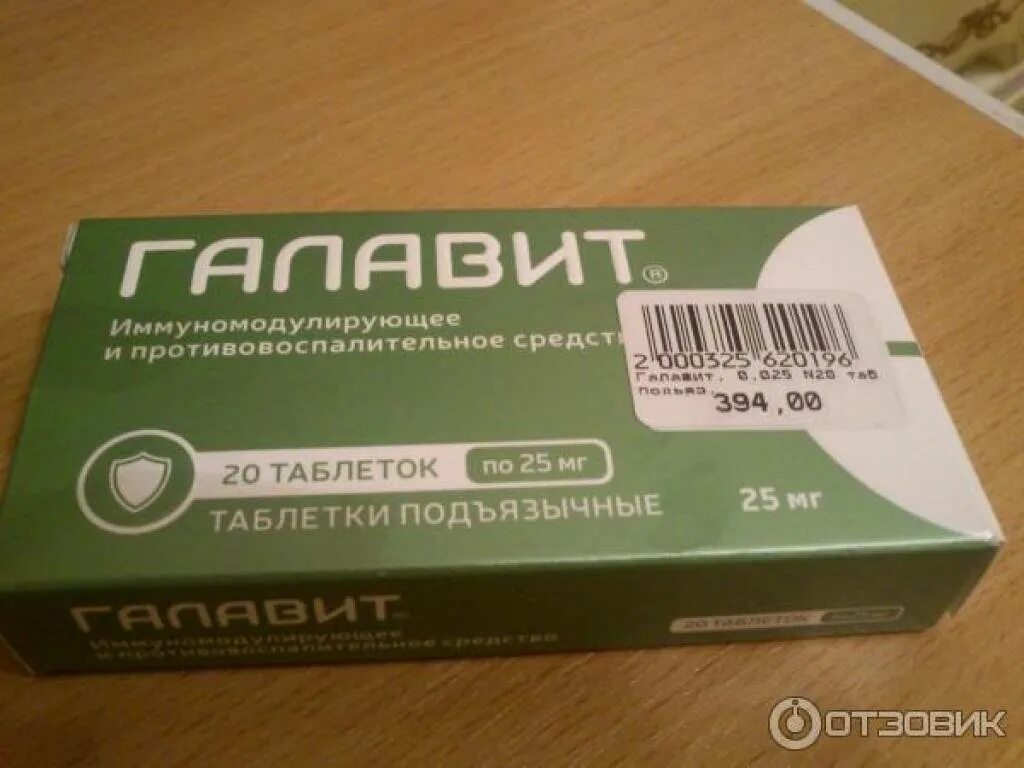 ГАЛАВИТ®
Иммуномодулирующее
и противовоспалительное средст
2 000325 620196
Галавит, 0,025 N20 таб
подъяз.
394,00
20 ТАБЛЕТОК по 25 мг
ТАБЛЕТКИ ПОДЪЯЗЫЧНЫЕ
25 мг
ГАЛАВИТ
Иммуномодулирующее
и противовоспалительное средство
20 ТАБЛЕТОК
ОТЗОВИК